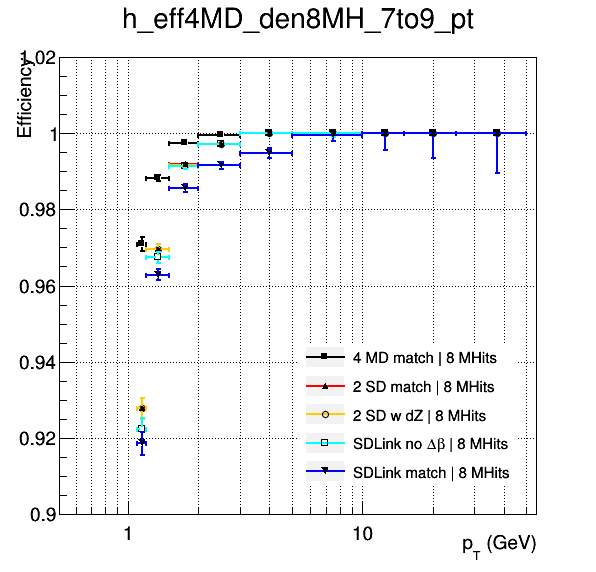 h_eff4MD_den8MH_7to9_pt
Efficiency
1.02
1
0.98
0.96
0.94
0.92
0.9
4 MD match | 8 MHits
2 SD match | 8 MHits
2 SD w dZ | 8 MHits
SDLink no Δβ | 8 MHits
SDLink match | 8 MHits
1
10
p_T (GeV)